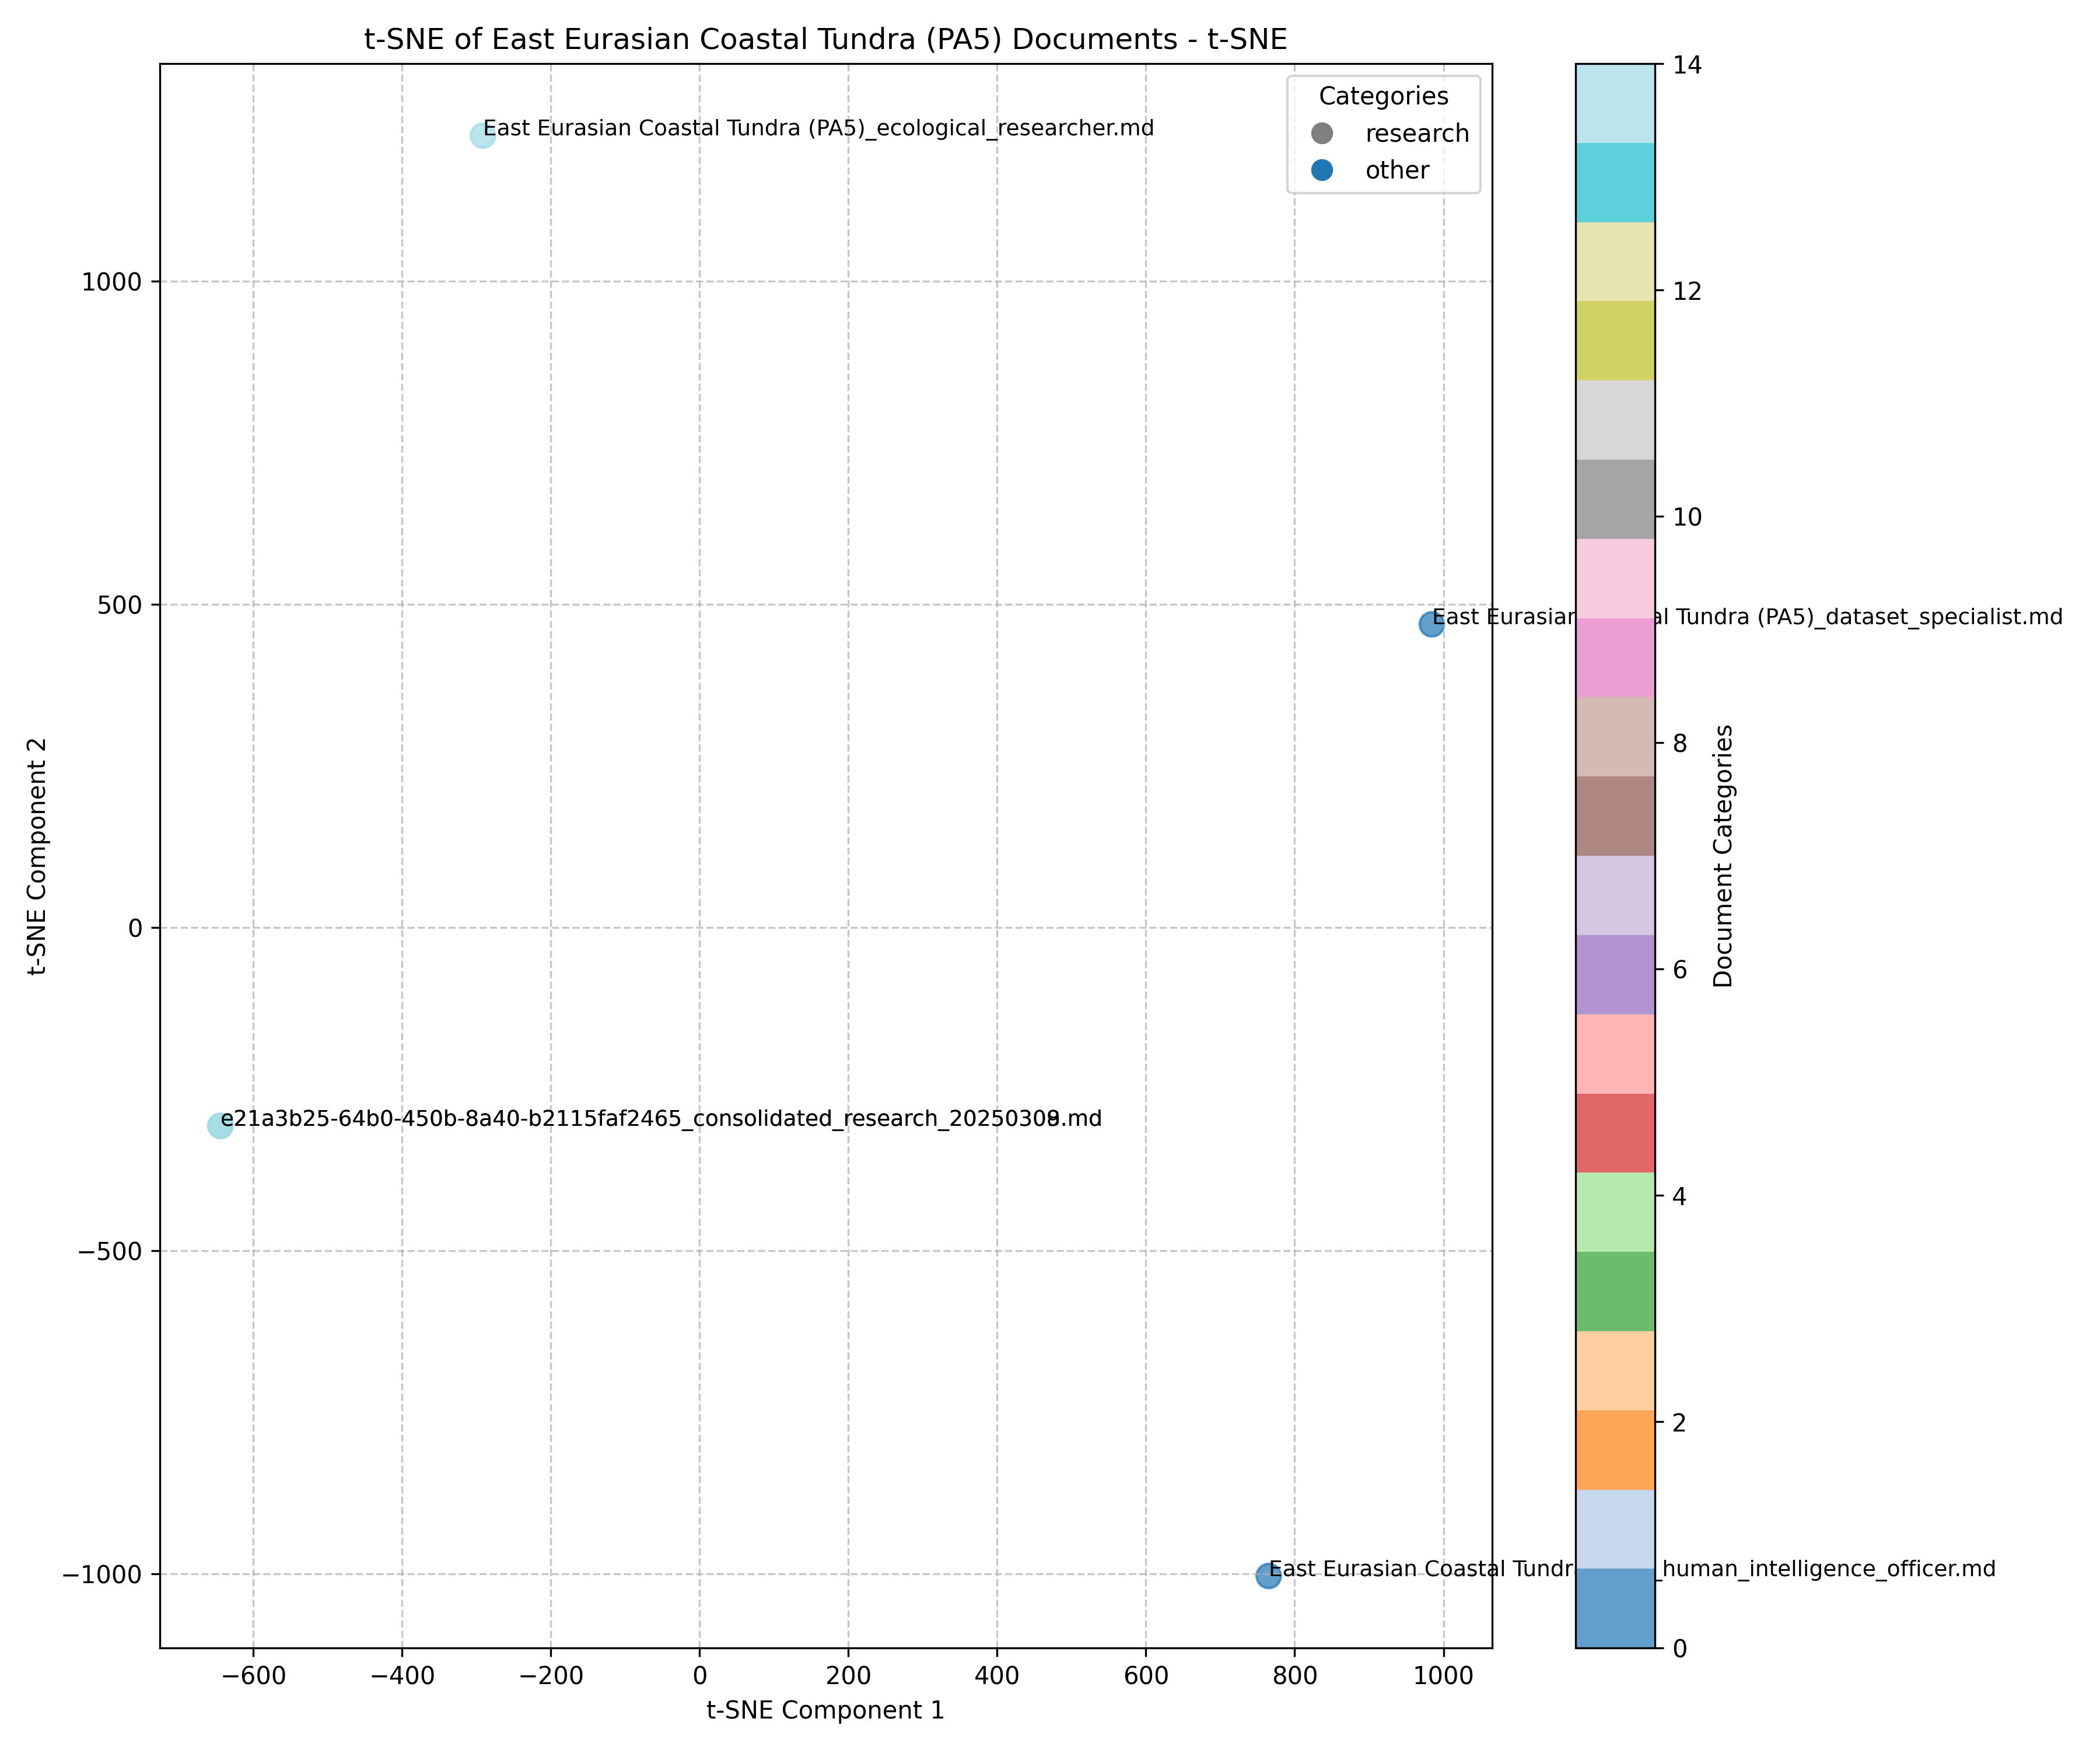 t-SNE of East Eurasian Coastal Tundra (PA5) Documents - t-SNE
Categories
research
other
East Eurasian Coastal Tundra (PA5)_ecological_researcher.md
East Eurasian al Tundra (PA5)_dataset_specialist.md
e21a3b25-64b0-450b-8a40-b2115faf2465_consolidated_research_2025030.md
East Eurasian Coastal Tundr _human_intelligence_officer.md
1000
500
0
−500
−1000
t-SNE Component 2
−600
−400
−200
0
200
400
600
800
1000
t-SNE Component 1
14
12
10
8
6
4
2
0
Document Categories